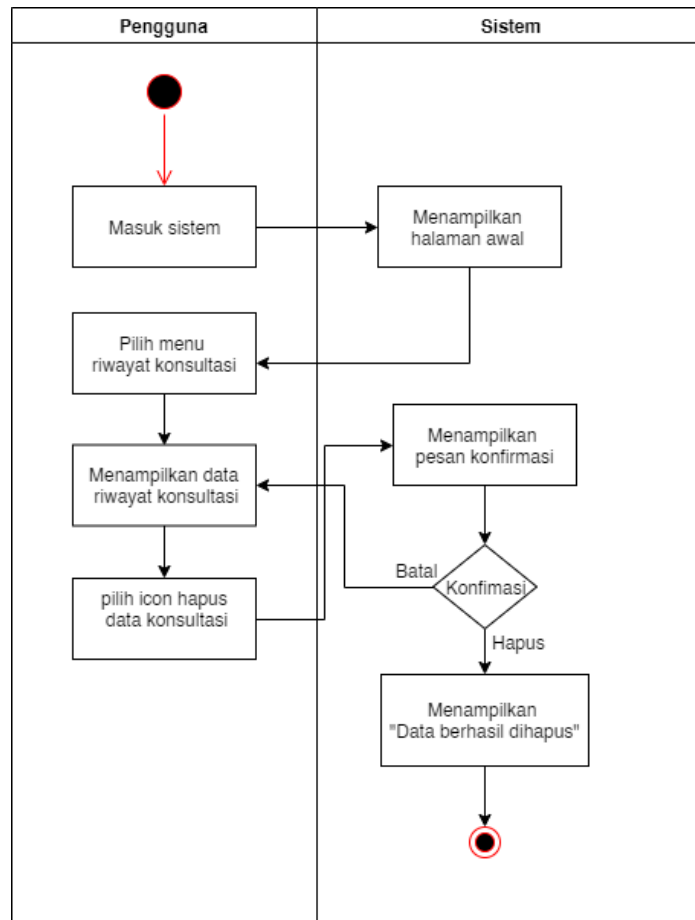 Pengguna
Sistem
Masuk sistem
Menampilkan
halaman awal
Pilih menu
riwayat konsultasi
Menampilkan data
riwayat konsultasi
pilih icon hapus
data konsultasi
Menampilkan
pesan konfirmasi
Batal
Konfimasi
Hapus
Menampilkan
"Data berhasil dihapus"